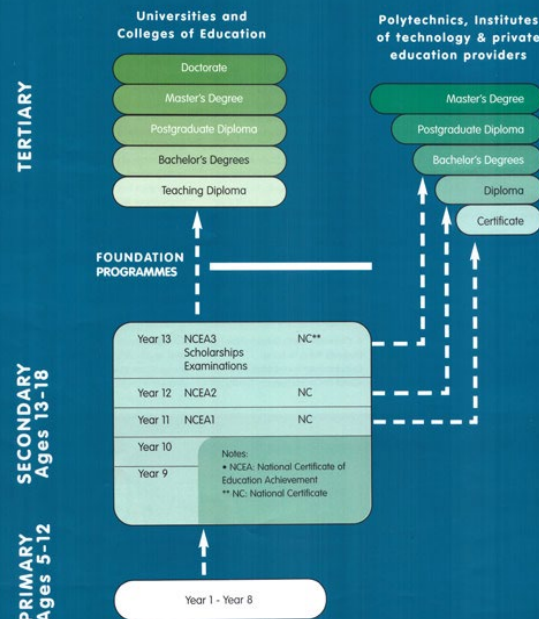 Universities and
Colleges of Education
Doctorate
Master's Degree
Postgraduate Diploma
Bachelor's Degrees
Teaching Diploma
Polytechnics, Institutes
of technology & private
education providers
Master's Degree
Postgraduate Diploma
Bachelor's Degrees
Diploma
Certificate
TERTIARY
FOUNDATION
PROGRAMMES
SECONDARY
Ages 13-18
Year 13 NCEA3 NC**
Scholarships
Examinations
Year 12 NCEA2 NC
Year 11 NCEA1 NC
Year 10
Year 9
Notes:
• NCEA: National Certificate of
Education Achievement
** NC: National Certificate
PRIMARY
Ages 5-12
Year 1 - Year 8